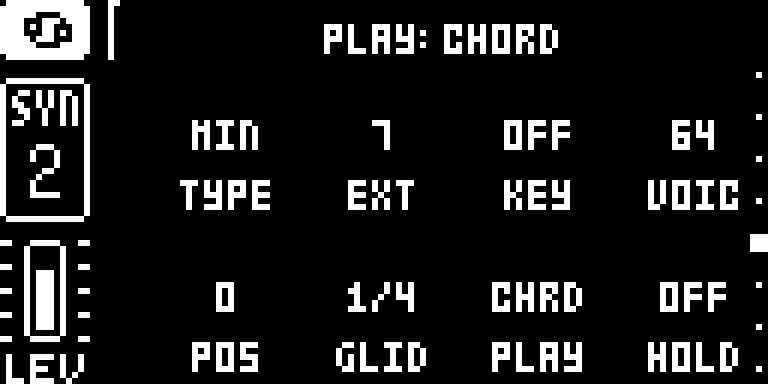 PLAY: CHORD
SYN
2
MIN 7 OFF 64
TYPE EXT KEY VOIC
0 1/4 CHRD OFF
POS GLID PLAY HOLD
LEV